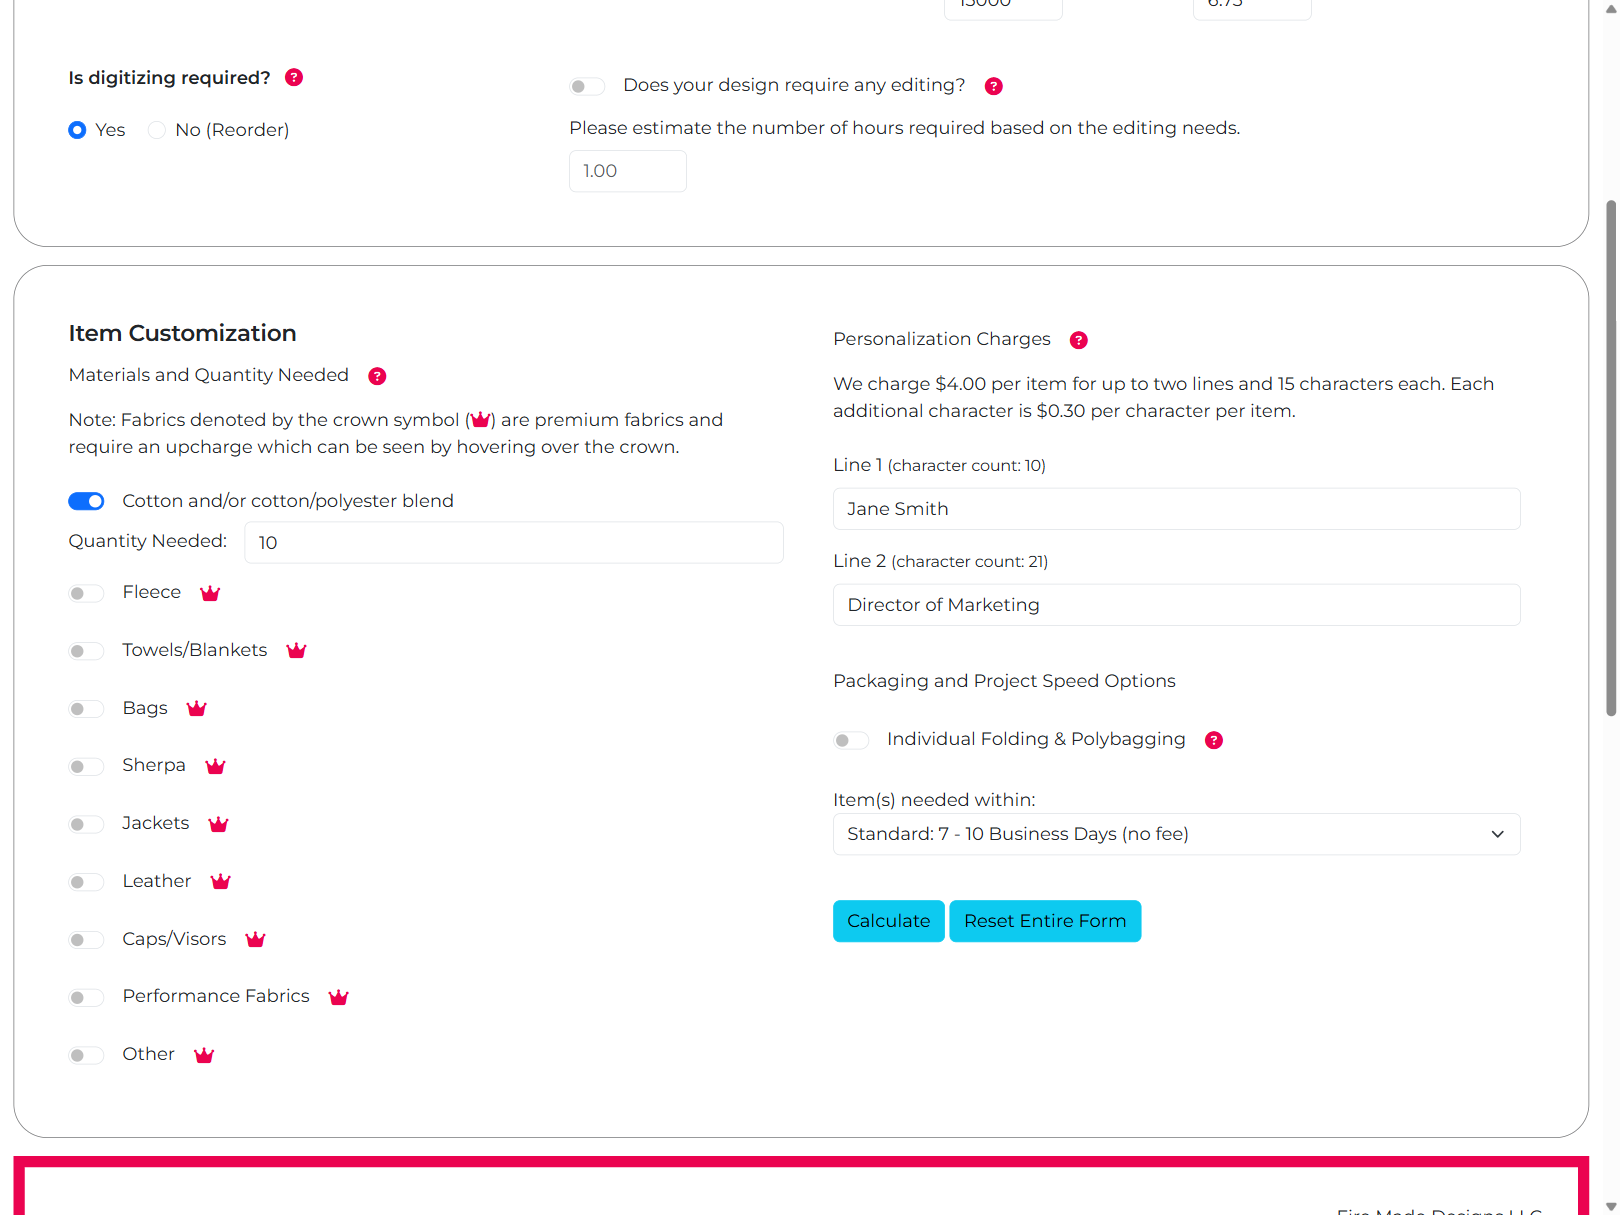 15000
6.75
Is digitizing required? ?
Yes
No (Reorder)
Does your design require any editing? ?
Please estimate the number of hours required based on the editing needs.
1.00
Item Customization
Materials and Quantity Needed ?
Note: Fabrics denoted by the crown symbol () are premium fabrics and
require an upcharge which can be seen by hovering over the crown.
Cotton and/or cotton/polyester blend
Quantity Needed:
10
Fleece
Towels/Blankets
Bags
Sherpa
Jackets
Leather
Caps/Visors
Performance Fabrics
Other
Personalization Charges ?
We charge $4.00 per item for up to two lines and 15 characters each. Each
additional character is $0.30 per character per item.
Line 1 (character count: 10)
Jane Smith
Line 2 (character count: 21)
Director of Marketing
Packaging and Project Speed Options
Individual Folding & Polybagging ?
Item(s) needed within:
Standard: 7 - 10 Business Days (no fee)
Calculate
Reset Entire Form
Fire Made Designs LLC